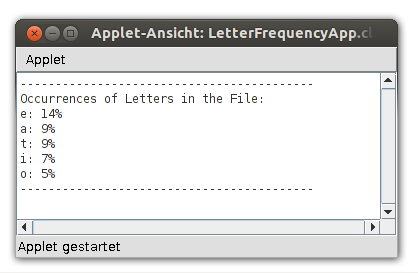 Applet-Ansicht: LetterFrequencyApp.cl
Applet
---------------------------------------
Occurrences of Letters in the File:
e: 14%
a: 9%
t: 9%
i: 7%
o: 5%
---------------------------------------
Applet gestartet